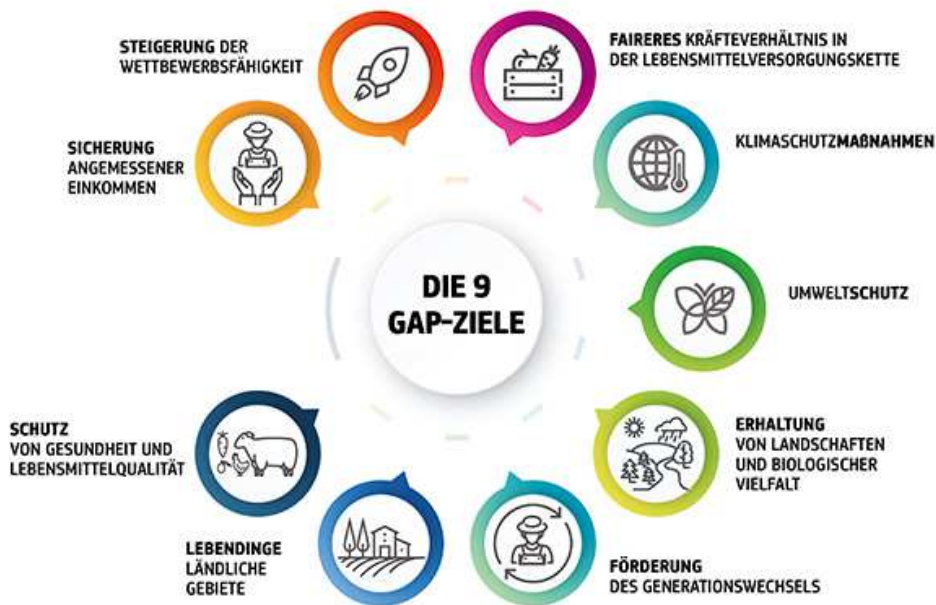 STEIGERUNG DER
WETTBEWERBSFÄHIGKEIT
FAIRERES KRÄFTEVERHÄLTNIS IN
DER LEBENSMITTELVERSORGUNGSKETTE
SICHERUNG
ANGEMESSENER
EINKOMMEN
KLIMASCHUTZMAßNAHMEN
DIE 9
GAP-ZIELE
UMWELTSCHUTZ
SCHUTZ
VON GESUNDHEIT UND
LEBENSMITTELQUALITÄT
ERHALTUNG
VON LANDSCHAFTEN
UND BIOLOGISCHER
VIELFALT
LEBENDINGE
LÄNDLICHE
GEBIETE
FÖRDERUNG
DES GENERATIONSWECHSELS